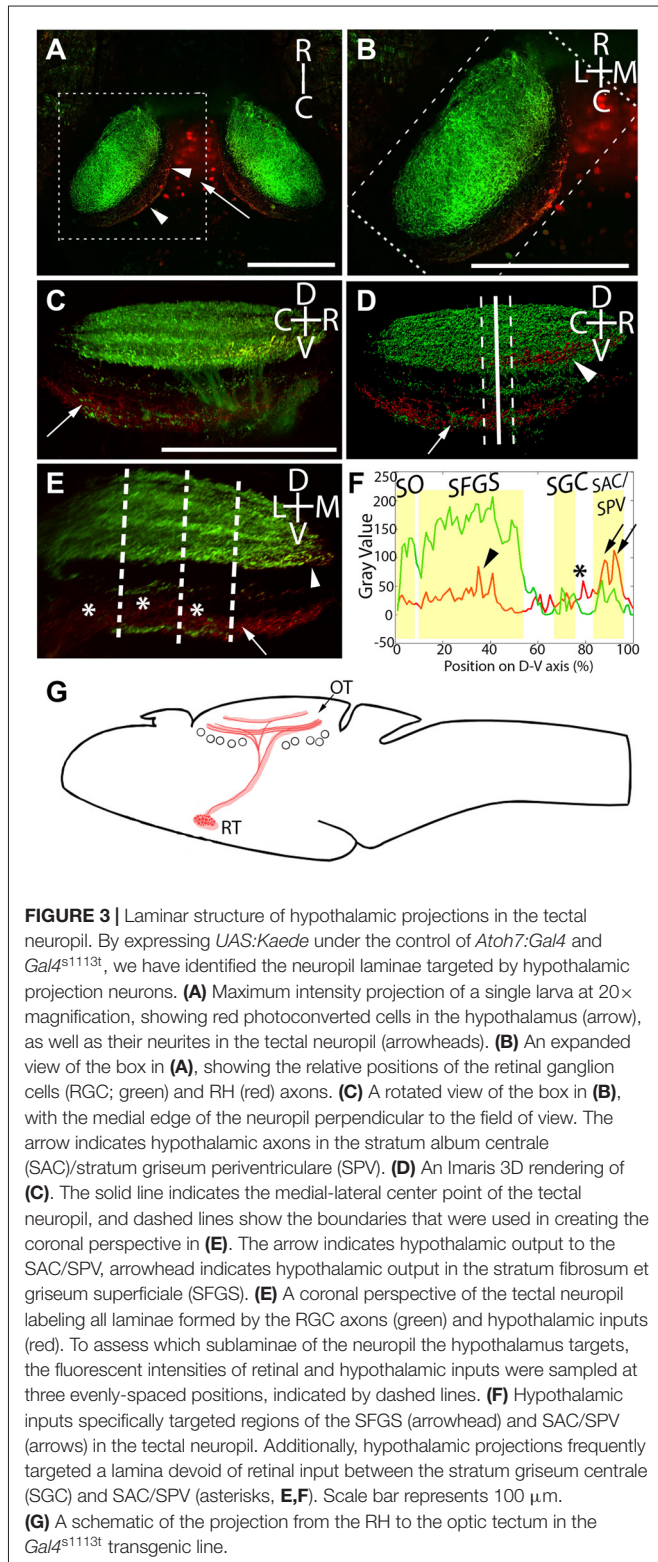 A
R
C
B
R
L M
C
C
D
C R
V
D
D
C R
V
E
D
L M
V
*
*
*
F
SO
SFGS
SGC
SAC/
SPV
*
Gray Value
250
200
150
100
50
0
-50
0
20
40
60
80
100
Position on D-V axis (%)
G
OT
RT
FIGURE 3 | Laminar structure of hypothalamic projections in the tectal
neuropil. By expressing UAS:Kaede under the control of Atoh7:Gal4 and
Gal4s1113t, we have identified the neuropil laminae targeted by hypothalamic
projection neurons. (A) Maximum intensity projection of a single larva at 20×
magnification, showing red photoconverted cells in the hypothalamus (arrow),
as well as their neurites in the tectal neuropil (arrowheads). (B) An expanded
view of the box in (A), showing the relative positions of the retinal ganglion
cells (RGC; green) and RH (red) axons. (C) A rotated view of the box in (B),
with the medial edge of the neuropil perpendicular to the field of view. The
arrow indicates hypothalamic axons in the stratum album centrale
(SAC)/stratum griseum periventriculare (SPV). (D) An Imaris 3D rendering of
(C). The solid line indicates the medial-lateral center point of the tectal
neuropil, and dashed lines show the boundaries that were used in creating the
coronal perspective in (E). The arrow indicates hypothalamic output to the
SAC/SPV, arrowhead indicates hypothalamic output in the stratum fibrosum et
griseum superficiale (SFGS). (E) A coronal perspective of the tectal neuropil
labeling all laminae formed by the RGC axons (green) and hypothalamic inputs
(red). To assess which sublaminae of the neuropil the hypothalamus targets,
the fluorescent intensities of retinal and hypothalamic inputs were sampled at
three evenly-spaced positions, indicated by dashed lines. (F) Hypothalamic
inputs specifically targeted regions of the SFGS (arrowhead) and SAC/SPV
(arrows) in the tectal neuropil. Additionally, hypothalamic projections frequently
targeted a lamina devoid of retinal input between the stratum griseum centrale
(SGC) and SAC/SPV (asterisks, E,F). Scale bar represents 100 μm.
(G) A schematic of the projection from the RH to the optic tectum in the
Gal4s1113t transgenic line.